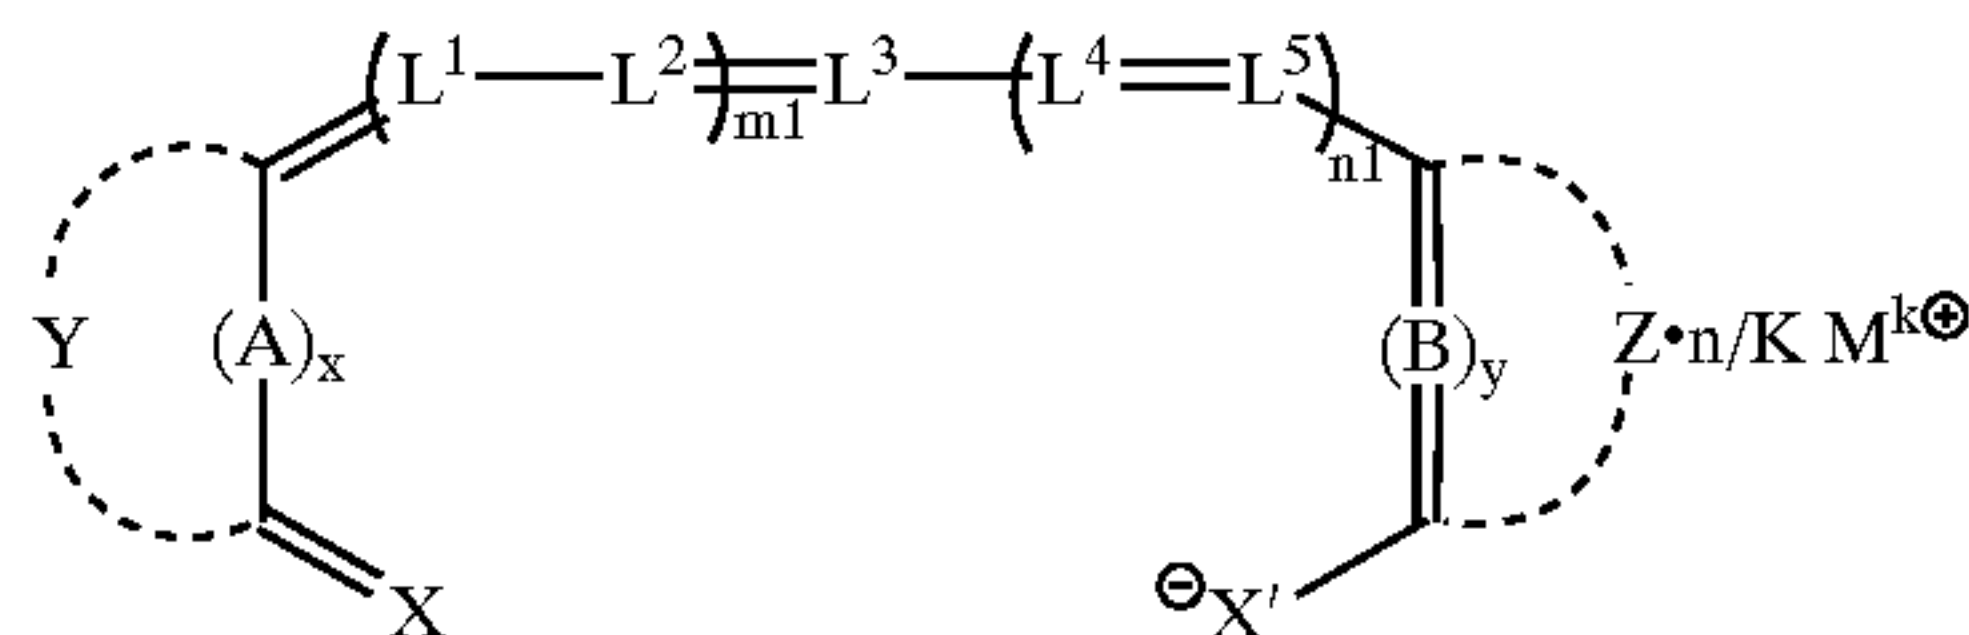 (L¹—L²)m1=L³—(L⁴=L⁵)n1
Y (A)x (B)y Z•n/K Mᵏ⊕
X ⊖X′